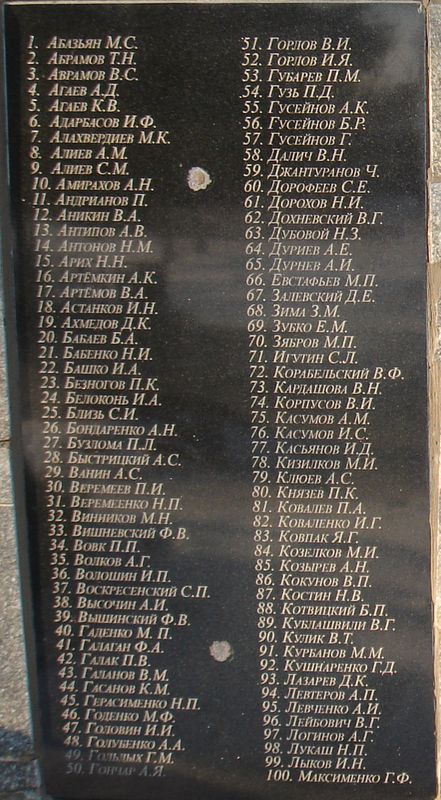 1. Абазьян М.С.
2. Абрамов Т.Н.
3. Аврамов В.С.
4. Агаев А.Д.
5. Агаев К.В.
6. Адарбасов И.Ф.
7. Алахвердиев М.К.
8. Алиев А.М.
9. Алиев С.М.
10. Амирахов А.Н.
11. Андрианов П.
12. Аникин В.А.
13. Антипов А.В.
14. Антонов Н.М.
15. Арих Н.Н.
16. Артёмкин А.К.
17. Артёмов В.А.
18. Астанков И.Н.
19. Ахмедов Д.К.
20. Бабаев Б.А.
21. Бабенко Н.И.
22. Башко И.А.
23. Безногов П.К.
24. Белоконь И.А.
25. Близь С.И.
26. Бондаренко А.Н.
27. Бузлома П.Л.
28. Быстрицкий А.С.
29. Ванин А.С.
30. Веремеев П.И.
31. Веремеенко Н.П.
32. Винников М.Н.
33. Вишневский Ф.В.
34. Вовк П.П.
35. Волков А.Г.
36. Волошин И.П.
37. Воскресенский С.П.
38. Высочин А.И.
39. Вышинский Ф.В.
40. Гаденко М.П.
41. Галаган Ф.А.
42. Галак П.В.
43. Галанов В.М.
44. Гасанов К.М.
45. Герасименко Н.П.
46. Годенко М.Ф.
47. Головин И.И.
48. Голубенко А.А.
49. Гольдых Г.М.
50. Гончар А.Я.
51. Горлов В.И.
52. Горлов И.Я.
53. Губарев П.М.
54. Гузь П.Д.
55. Гусейнов А.К.
56. Гусейнов Б.Р.
57. Гусейнов Г.
58. Далич В.Н.
59. Джантуранов Ч.
60. Дорофеев С.Е.
61. Дорохов Н.И.
62. Дохневский В.Г.
63. Дубовой Н.З.
64. Дуриев А.Е.
65. Дурнев А.И.
66. Евстафьев М.П.
67. Залевский Д.Е.
68. Зима З.М.
69. Зубко Е.М.
70. Зябров М.П.
71. Игутин С.Л.
72. Корабельский В.Ф.
73. Кардашова В.Н.
74. Корпусов В.И.
75. Касумов А.М.
76. Касумов И.С.
77. Касьянов И.Д.
78. Кизилков М.И.
79. Клюев А.С.
80. Князев П.К.
81. Ковалев П.А.
82. Коваленко И.Г.
83. Ковпак Я.Г.
84. Козелков М.И.
85. Козырев А.Н.
86. Кокунов В.П.
87. Костин Н.В.
88. Котвицкий Б.П.
89. Кублашвили В.Г.
90. Кулик В.Т.
91. Курбанов М.М.
92. Кушнаренко Г.Д.
93. Лазарев Д.К.
94. Левтеров А.П.
95. Левченко А.И.
96. Лейбович В.Г.
97. Логинов А.Г.
98. Лукаш Н.П.
99. Лыков И.Н.
100. Максименко Г.Ф.